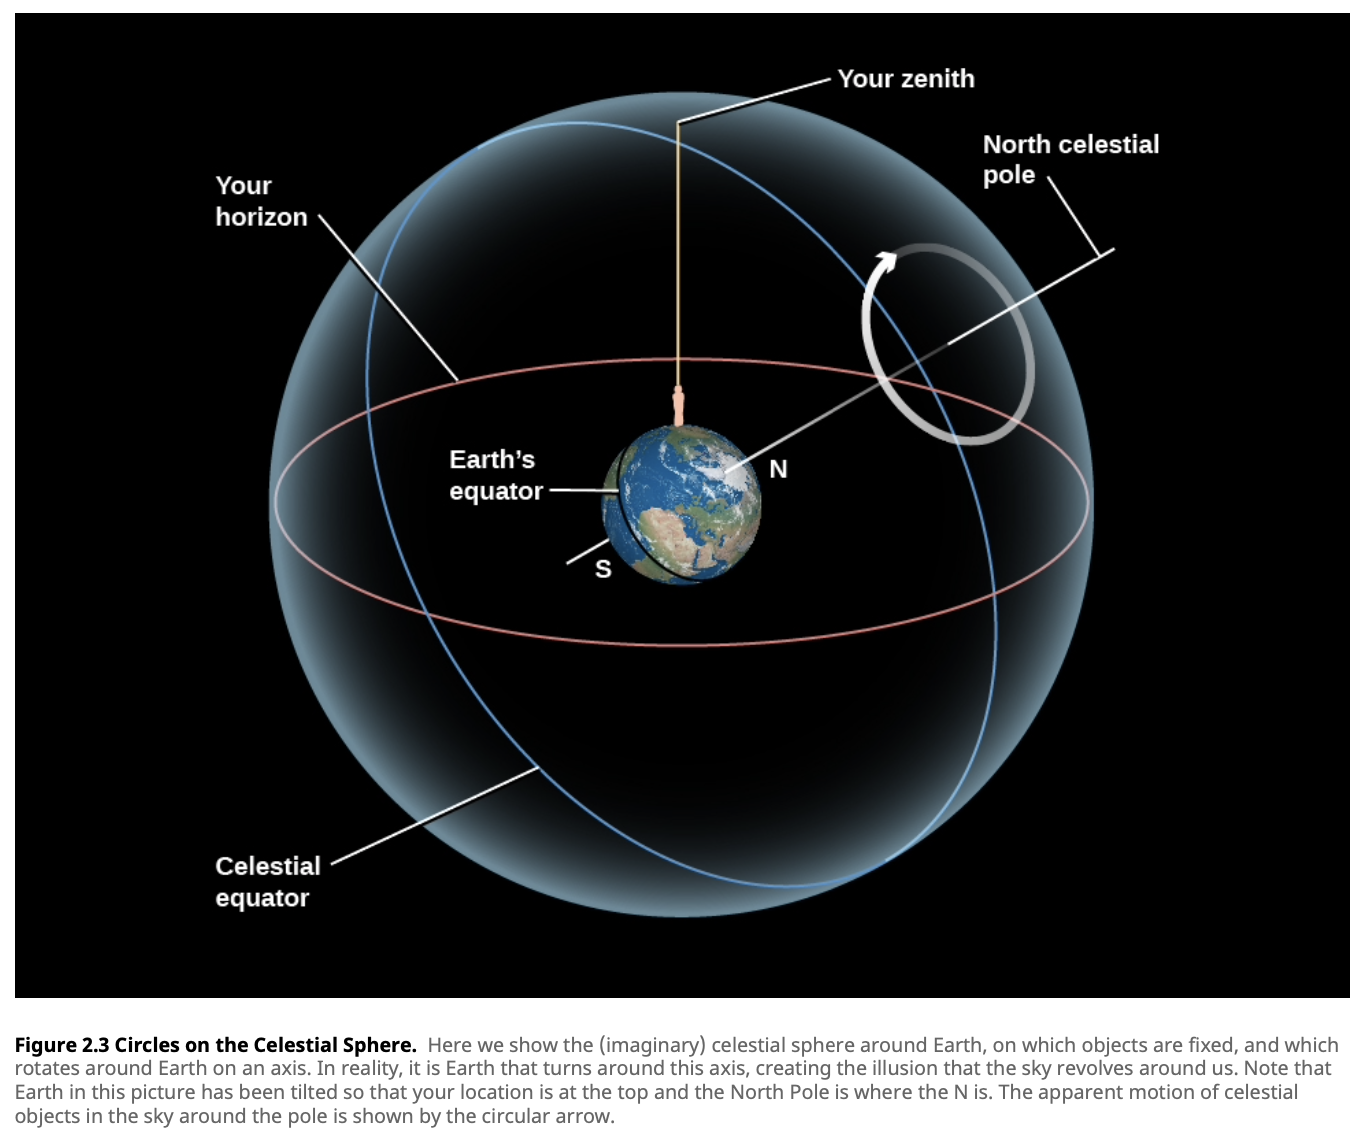 Your zenith
North celestial
pole
Your
horizon
Earth’s
equator
N
S
Celestial
equator
Figure 2.3 Circles on the Celestial Sphere.  Here we show the (imaginary) celestial sphere around Earth, on which objects are fixed, and which
rotates around Earth on an axis. In reality, it is Earth that turns around this axis, creating the illusion that the sky revolves around us. Note that
Earth in this picture has been tilted so that your location is at the top and the North Pole is where the N is. The apparent motion of celestial
objects in the sky around the pole is shown by the circular arrow.